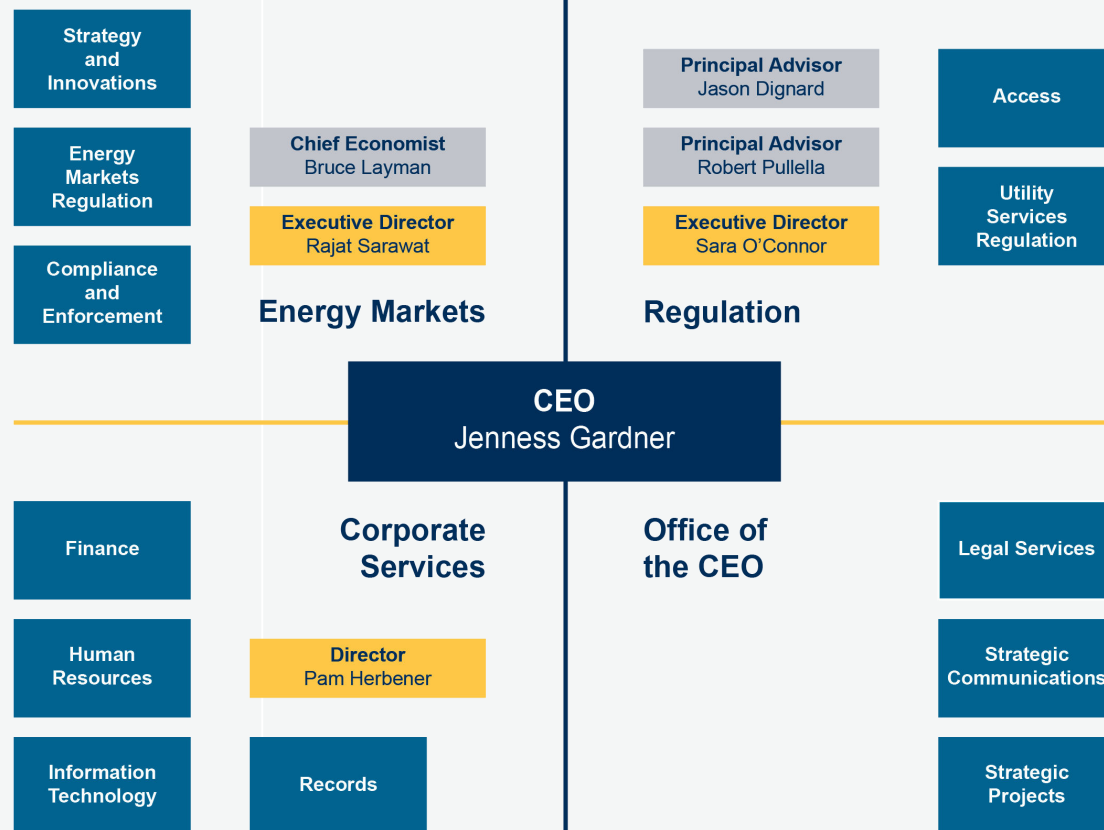 Strategy
and
Innovations
Energy
Markets
Regulation
Compliance
and
Enforcement
Chief Economist
Bruce Layman
Executive Director
Rajat Sarawat
Energy Markets
Principal Advisor
Jason Dignard
Principal Advisor
Robert Pullella
Executive Director
Sara O’Connor
Regulation
Access
Utility
Services
Regulation
CEO
Jenness Gardner
Corporate
Services
Finance
Human
Resources
Information
Technology
Director
Pam Herbener
Records
Office of
the CEO
Legal Services
Strategic
Communications
Strategic
Projects